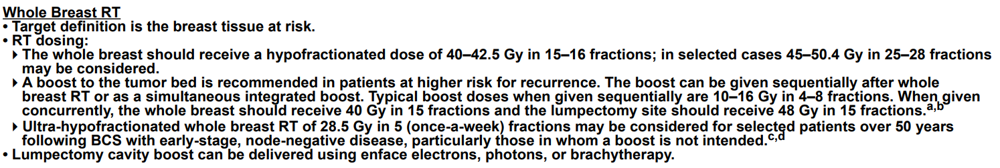 Whole Breast RT
• Target definition is the breast tissue at risk.
• RT dosing:
▸ The whole breast should receive a hypofractionated dose of 40–42.5 Gy in 15–16 fractions; in selected cases 45–50.4 Gy in 25–28 fractions
may be considered.
▸ A boost to the tumor bed is recommended in patients at higher risk for recurrence. The boost can be given sequentially after whole
breast RT or as a simultaneous integrated boost. Typical boost doses when given sequentially are 10–16 Gy in 4–8 fractions. When given
concurrently, the whole breast should receive 40 Gy in 15 fractions and the lumpectomy site should receive 48 Gy in 15 fractions.a,b
▸ Ultra-hypofractionated whole breast RT of 28.5 Gy in 5 (once-a-week) fractions may be considered for selected patients over 50 years
following BCS with early-stage, node-negative disease, particularly those in whom a boost is not intended.c,d
• Lumpectomy cavity boost can be delivered using enface electrons, photons, or brachytherapy.